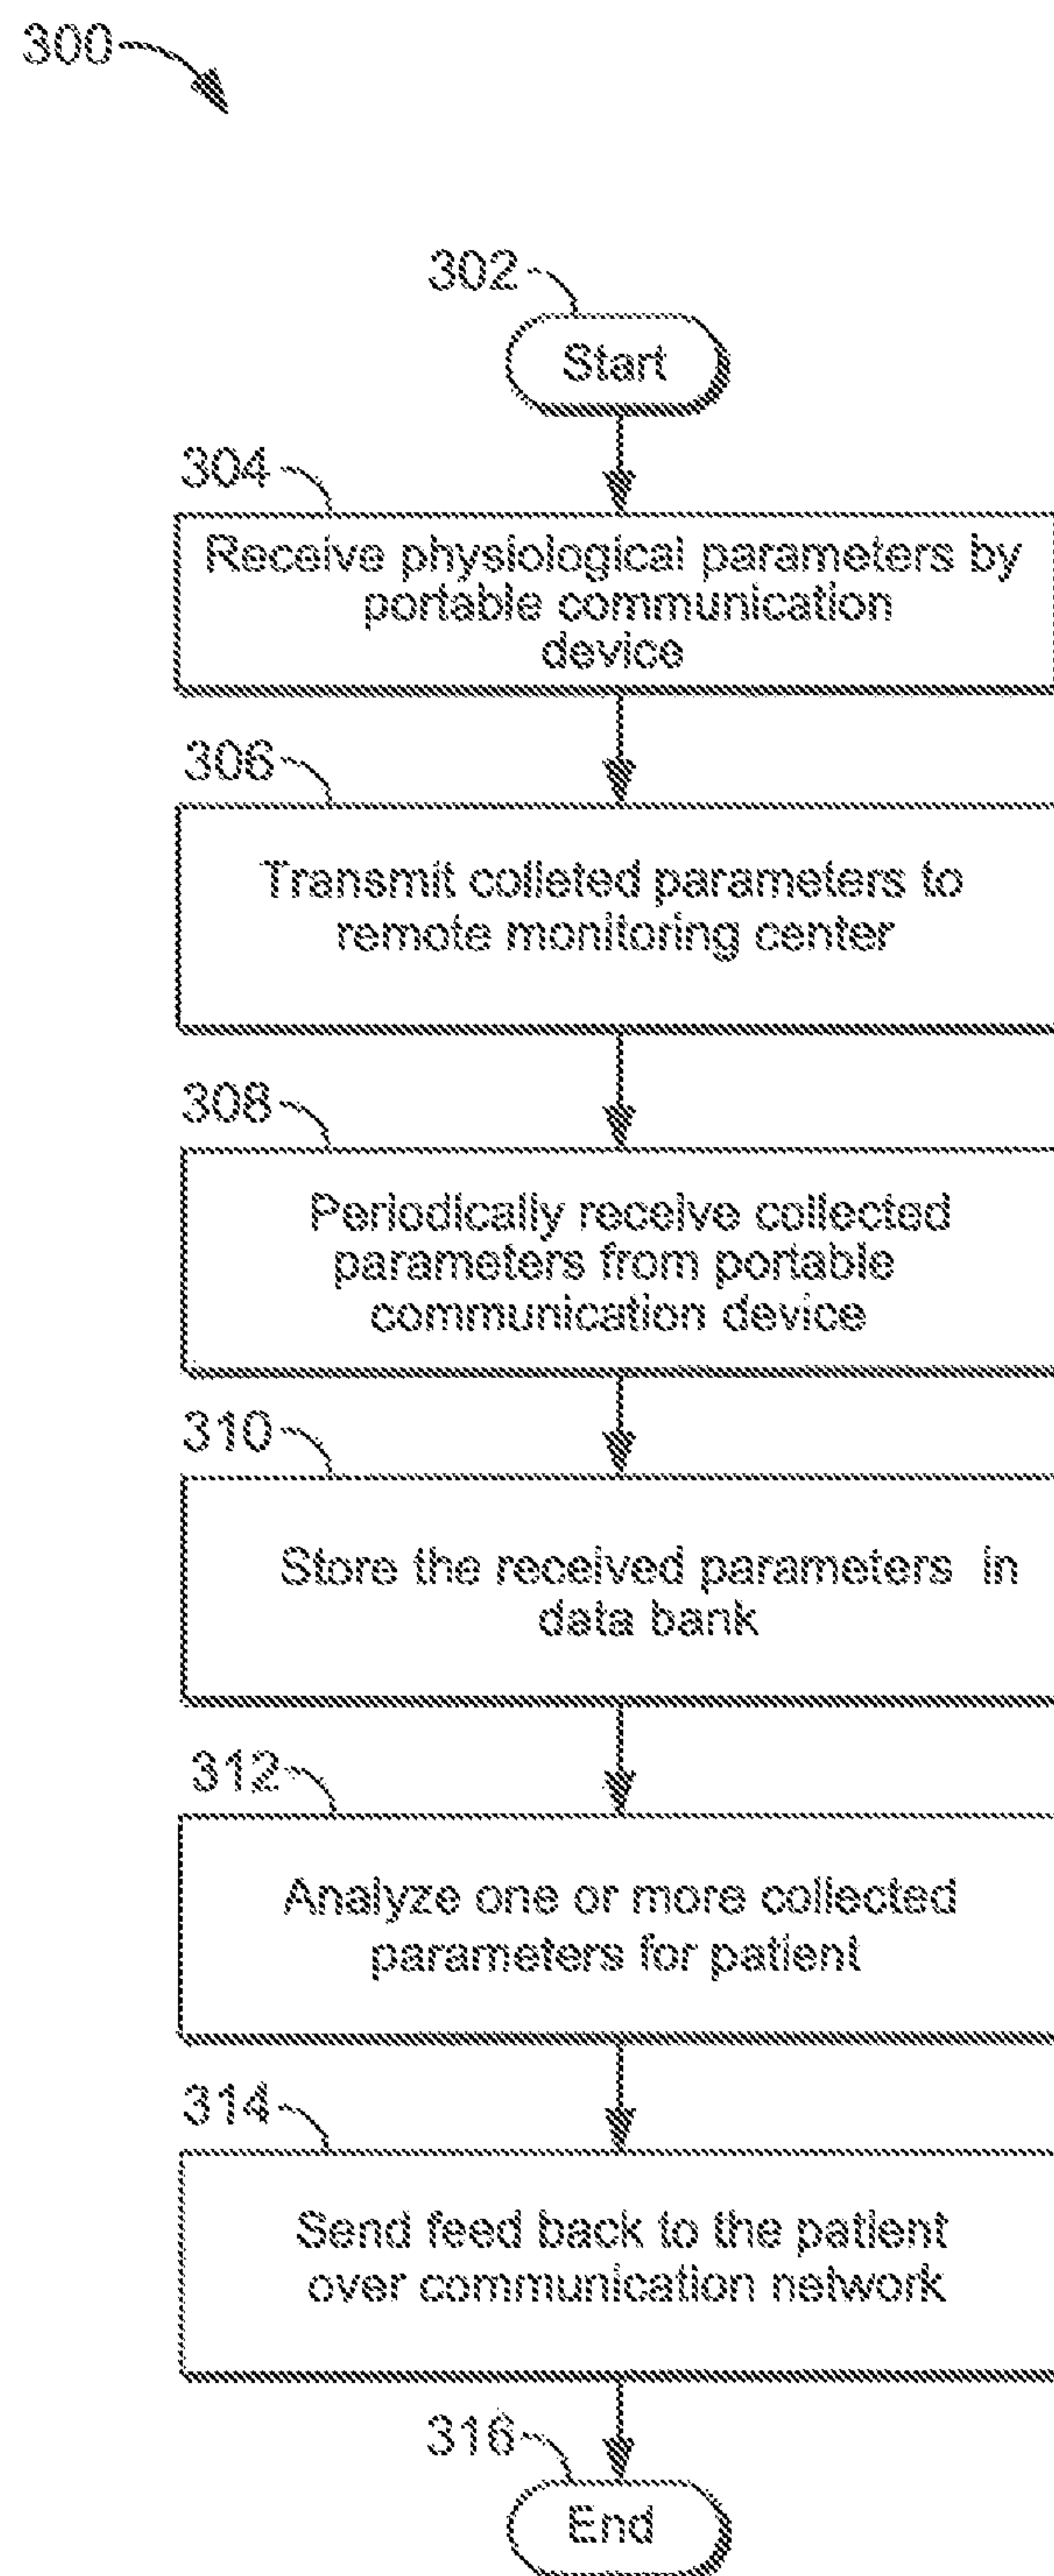 300
302
Start
304
Receive physiological parameters by
portable communication
device
306
Transmit colleted parameters to
remote monitoring center
308
Periodically receive collected
parameters from portable
communication device
310
Store the received parameters in
data bank
312
Analyze one or more collected
parameters for patient
314
Send feed back to the patient
over communication network
316
End